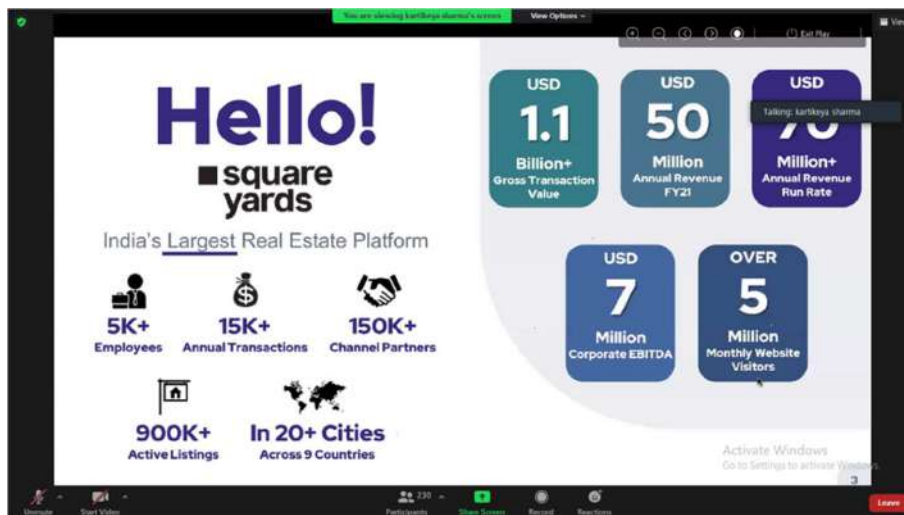 You are viewing kartikeya sharma's screen
View Options
View
Exit Play
Talking: kartikeya sharma
Hello!
square
yards
India's Largest Real Estate Platform
5K+
Employees
15K+
Annual Transactions
150K+
Channel Partners
900K+
Active Listings
In 20+ Cities
Across 9 Countries
USD
1.1
Billion+
Gross Transaction
Value
USD
50
Million
Annual Revenue
FY21
USD
Million+
Annual Revenue
Run Rate
USD
7
Million
Corporate EBITDA
OVER
5
Million
Monthly Website
Visitors
Activate Windows
Go to Settings to activate Windows.
3
Unmute
Start Video
230
Participants
Share Screen
Record
Reactions
Leave